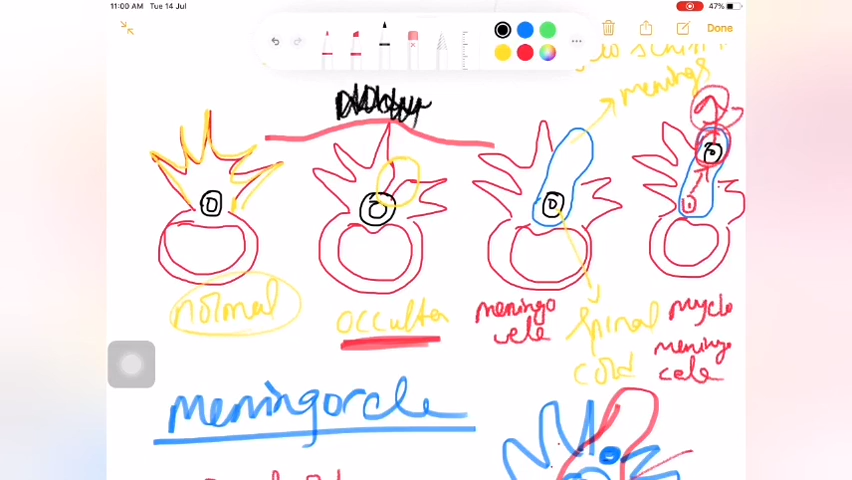 11:00 AM Tue 14 Jul
47%
Done
meninges
D
D
D
normal
occulta
meningo
cele
spinal
cord
myelo
meningo
cele
meningocele